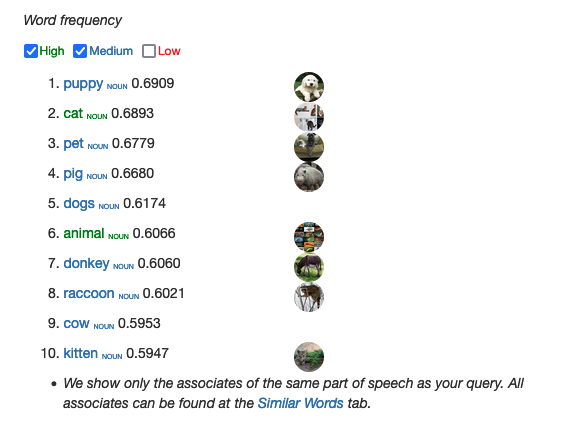 Word frequency
High Medium Low
1. puppy NOUN 0.6909
2. cat NOUN 0.6893
3. pet NOUN 0.6779
4. pig NOUN 0.6680
5. dogs NOUN 0.6174
6. animal NOUN 0.6066
7. donkey NOUN 0.6060
8. raccoon NOUN 0.6021
9. cow NOUN 0.5953
10. kitten NOUN 0.5947
• We show only the associates of the same part of speech as your query. All
associates can be found at the Similar Words tab.